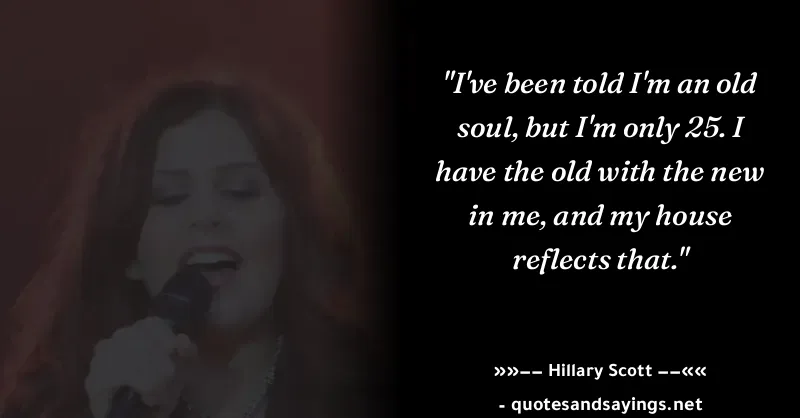 "I've been told I'm an old
soul, but I'm only 25. I
have the old with the new
in me, and my house
reflects that."
»»−− Hillary Scott −−««
- quotesandsayings.net